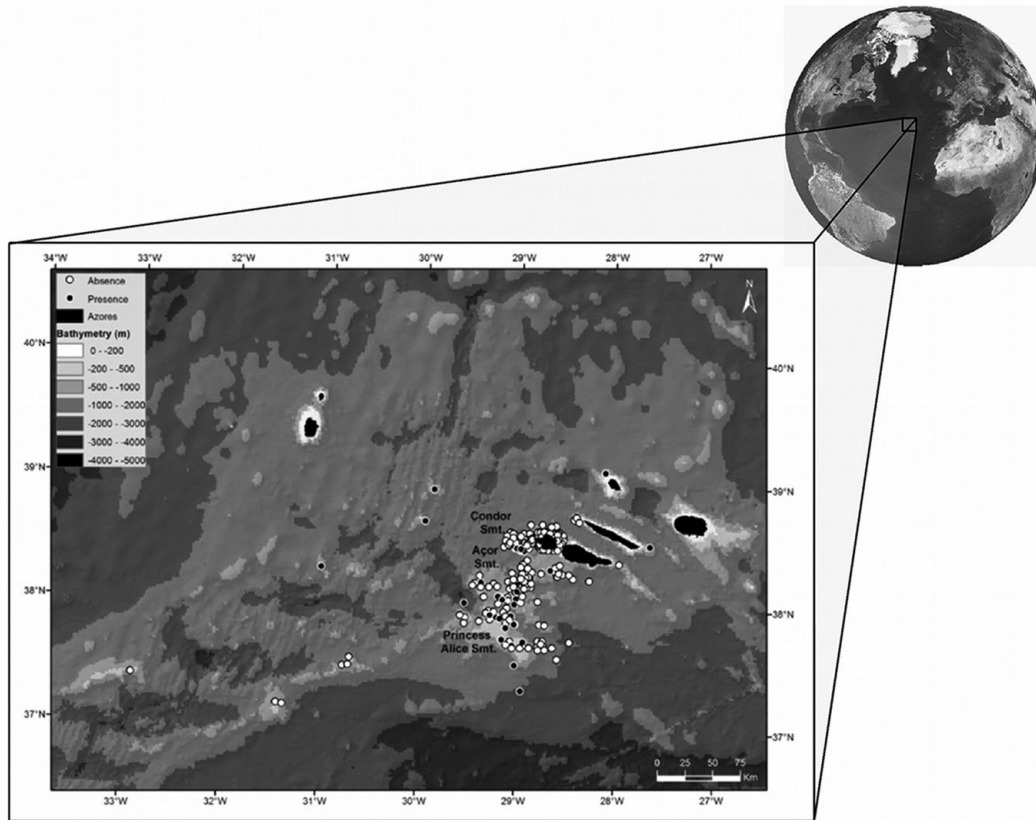 34°W 33°W 32°W 31°W 30°W 29°W 28°W 27°W
Absence
Presence
Azores
Bathymetry (m)
0 - -200
-200 - -500
-500 - -1000
-1000 - -2000
-2000 - -3000
-3000 - -4000
-4000 - -5000
N
40°N
40°N
39°N
39°N
Condor
Smt.
Açor
Smt.
38°N
38°N
Princess
Alice Smt.
37°N
37°N
0 25 50 75
Km
33°W 32°W 31°W 30°W 29°W 28°W 27°W